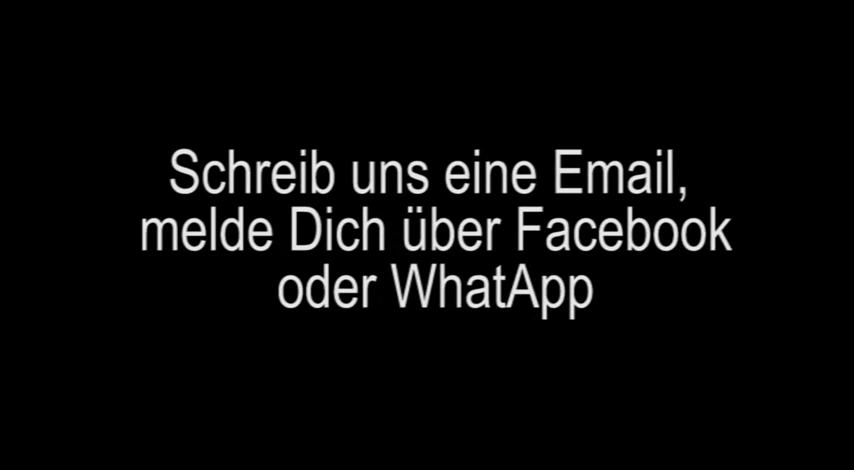 Schreib uns eine Email,
melde Dich über Facebook
oder WhatApp